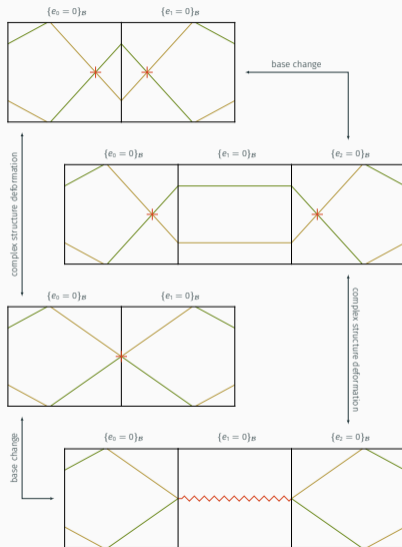 {e₀ = 0}_B {e₁ = 0}_B
base change
complex structure deformation
{e₀ = 0}_B {e₁ = 0}_B {e₂ = 0}_B
{e₀ = 0}_B {e₁ = 0}_B
complex structure deformation
base change
{e₀ = 0}_B {e₁ = 0}_B {e₂ = 0}_B